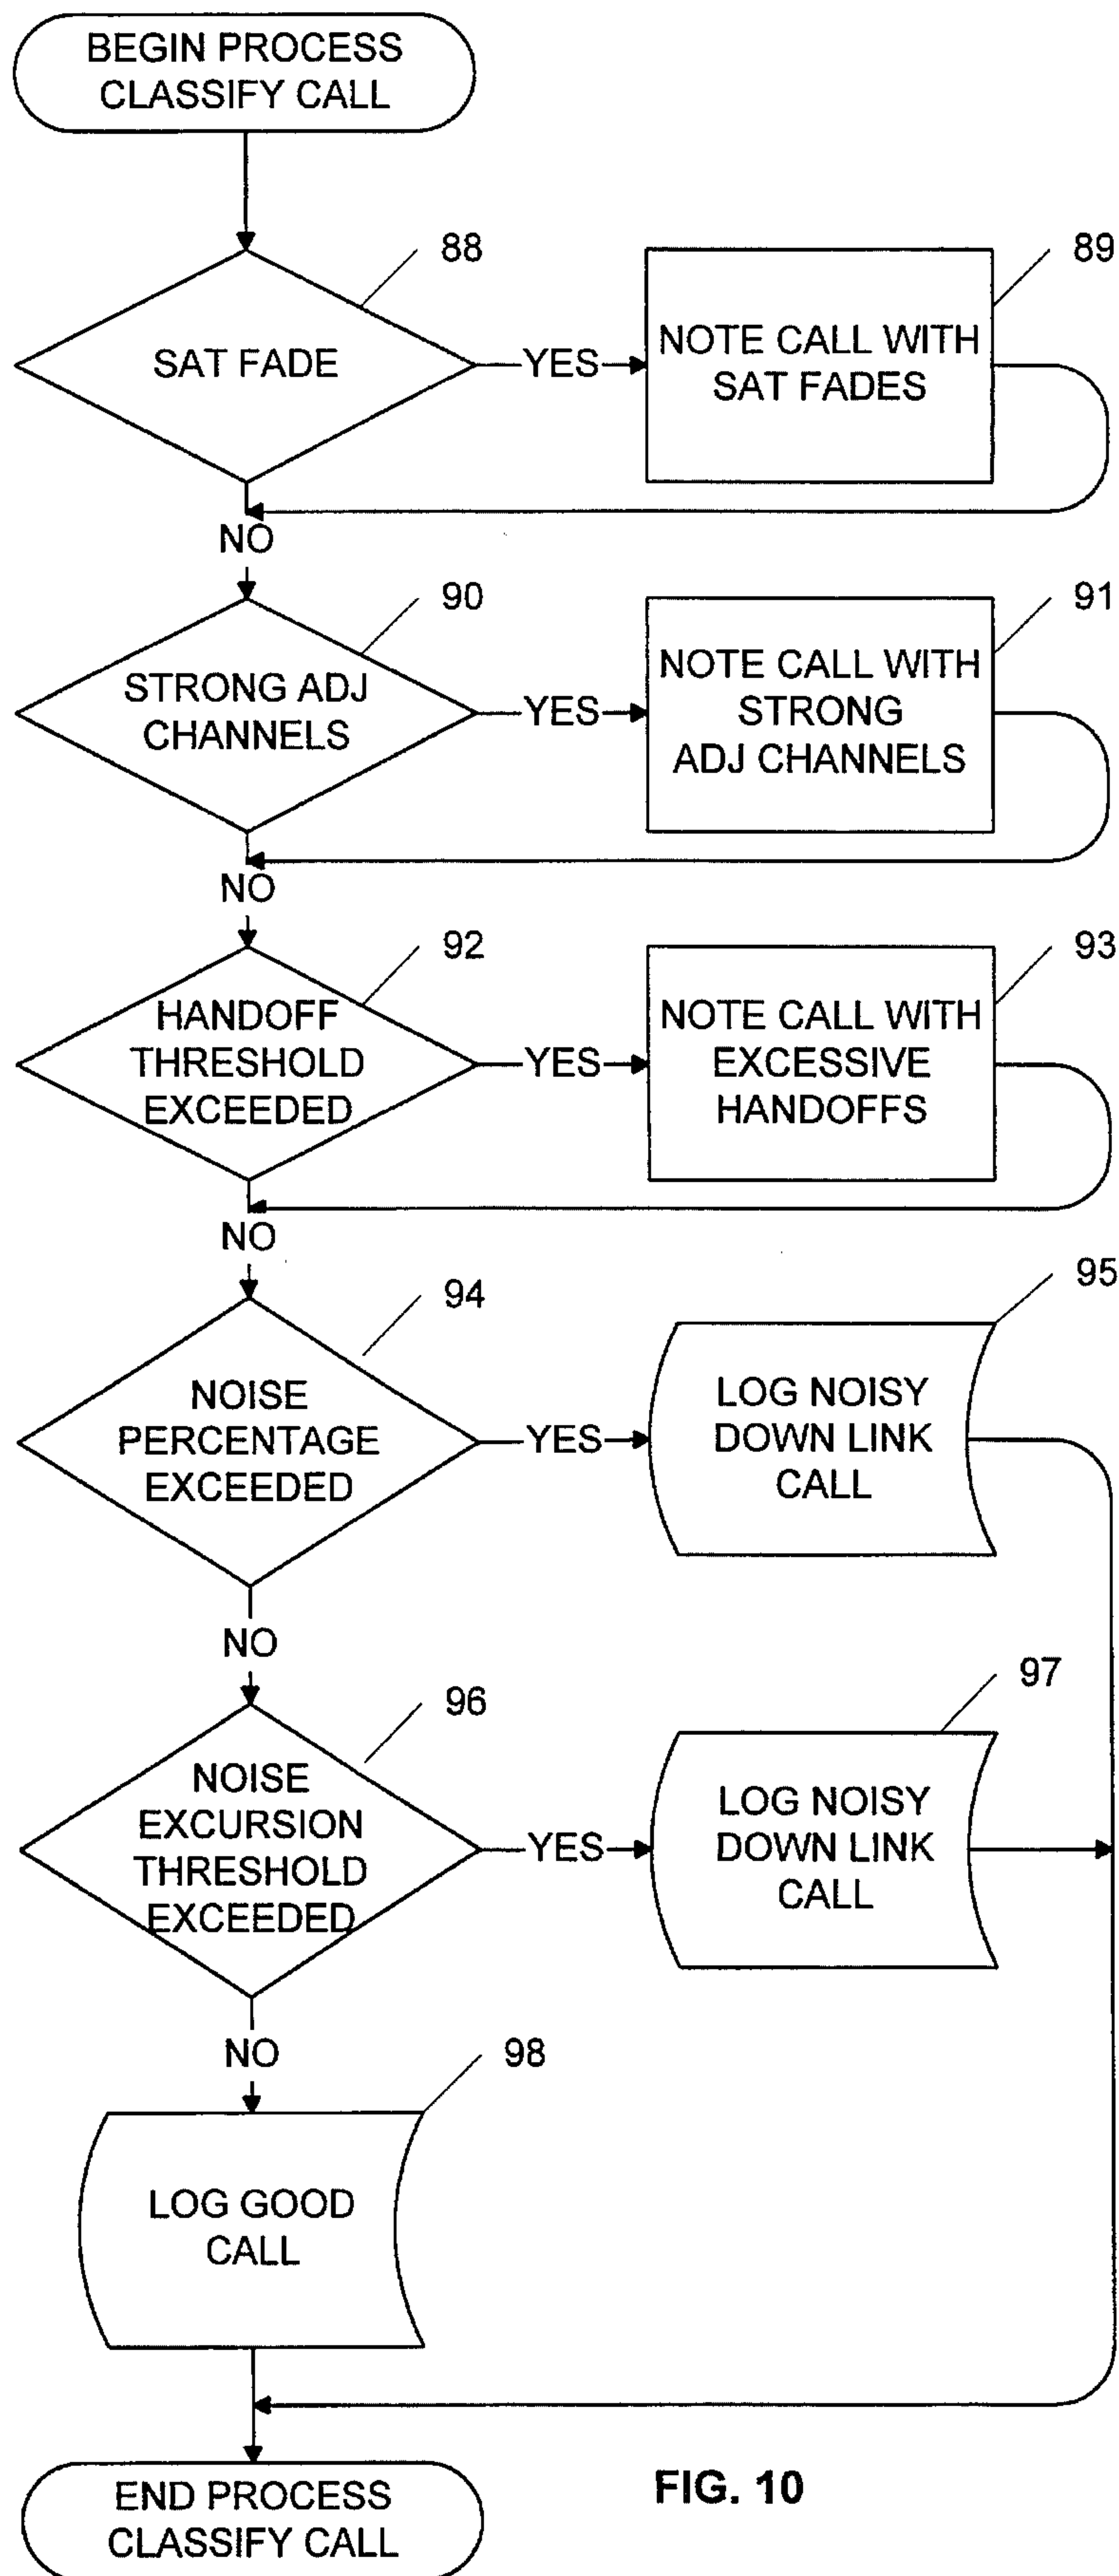 BEGIN PROCESS
CLASSIFY CALL
88
SAT FADE
YES
89
NOTE CALL WITH
SAT FADES
NO
90
STRONG ADJ
CHANNELS
YES
91
NOTE CALL WITH
STRONG
ADJ CHANNELS
NO
92
HANDOFF
THRESHOLD
EXCEEDED
YES
93
NOTE CALL WITH
EXCESSIVE
HANDOFFS
NO
94
NOISE
PERCENTAGE
EXCEEDED
YES
95
LOG NOISY
DOWN LINK
CALL
NO
96
NOISE
EXCURSION
THRESHOLD
EXCEEDED
YES
97
LOG NOISY
DOWN LINK
CALL
NO
98
LOG GOOD
CALL
END PROCESS
CLASSIFY CALL
FIG. 10